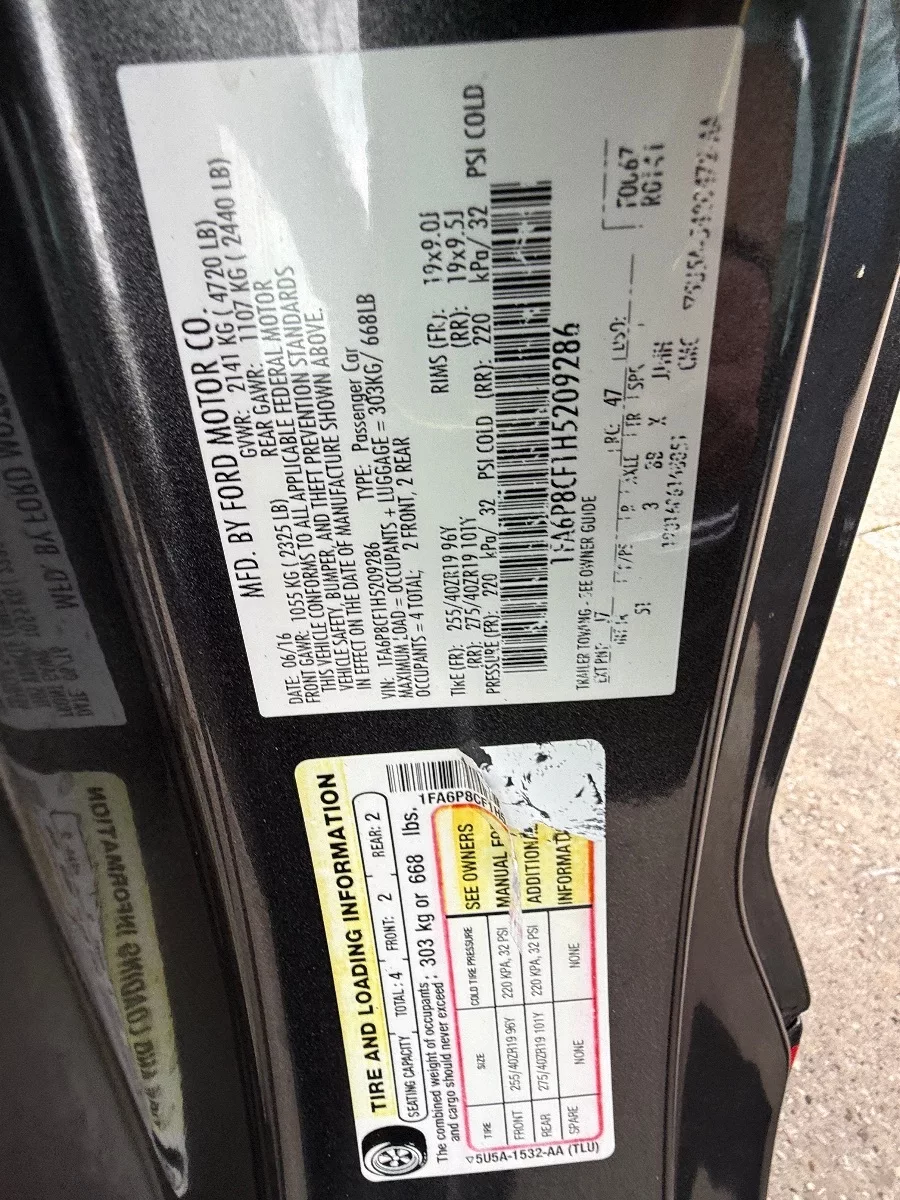 MFD. BY FORD MOTOR CO.
DATE: 06/16 GVWR: 2141 KG ( 4720 LB)
FRONT GAWR: 1055 KG ( 2325 LB) REAR GAWR: 1107 KG ( 2440 LB)
THIS VEHICLE CONFORMS TO ALL APPLICABLE FEDERAL MOTOR
VEHICLE SAFETY, BUMPER, AND THEFT PREVENTION STANDARDS
IN EFFECT ON THE DATE OF MANUFACTURE SHOWN ABOVE.
VIN: 1FA6P8CF1H5209286 TYPE: Passenger Car
MAXIMUM LOAD = OCCUPANTS + LUGGAGE = 303KG/ 668LB
OCCUPANTS = 4 TOTAL; 2 FRONT, 2 REAR
TIRE (FR): 255/40ZR19 96Y RIMS (FR): 19x9.0J
(RR): 275/40ZR19 101Y (RR): 19x9.5J
PRESSURE (FR): 220 kPa/ 32 PSI COLD (RR): 220 kPa/ 32 PSI COLD
1FA6P8CF1H5209286
TRAILER TOWING - SEE OWNER GUIDE
RC: 47
TIRE AND LOADING INFORMATION
SEATING CAPACITY TOTAL: 4 FRONT: 2 REAR: 2
The combined weight of occupants
and cargo should never exceed : 303 kg or 668 lbs.
1FA6P8CF1H
TIRE SIZE COLD TIRE PRESSURE SEE OWNERS
FRONT 255/40ZR19 96Y 220 KPA, 32 PSI MANUAL FO
REAR 275/40ZR19 101Y 220 KPA, 32 PSI ADDITIONA
SPARE NONE NONE INFORMAT
5U5A-1532-AA (TLU)